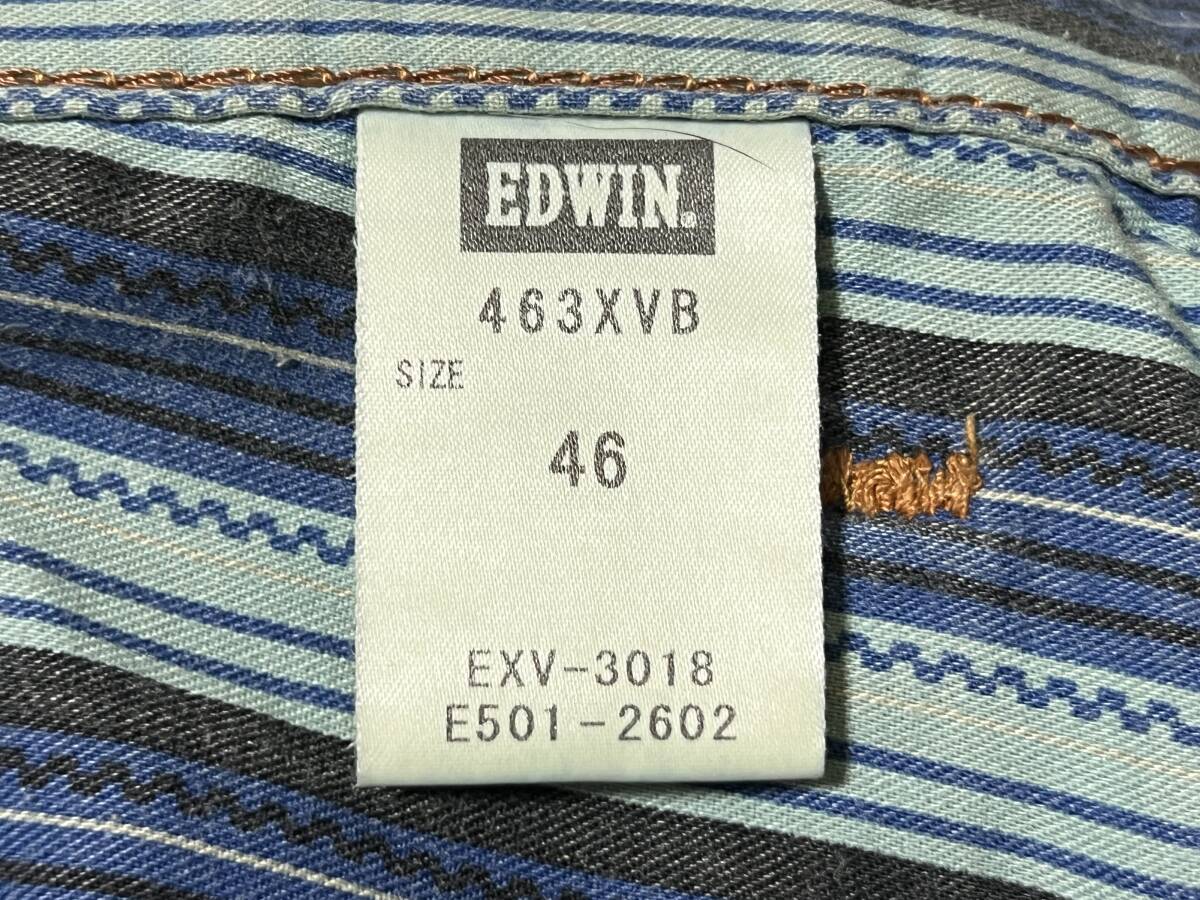 EDWIN.
463XVB
SIZE
46
EXV-3018
E501-2602